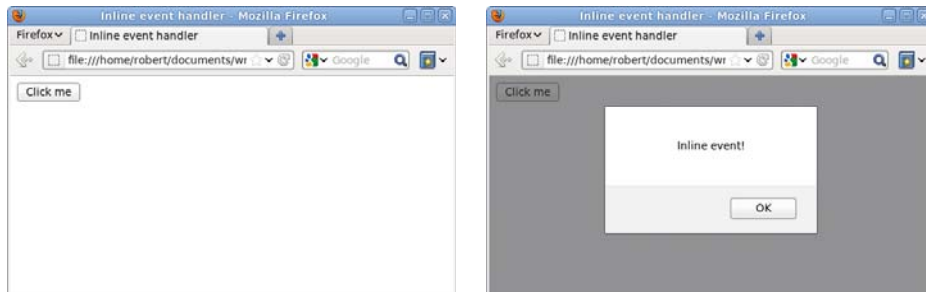 Inline event handler - Mozilla Firefox
Firefox
Inline event handler
file:///home/robert/documents/wr
Google
Click me
Inline event handler - Mozilla Firefox
Firefox
Inline event handler
file:///home/robert/documents/wr
Google
Click me
Inline event!
OK